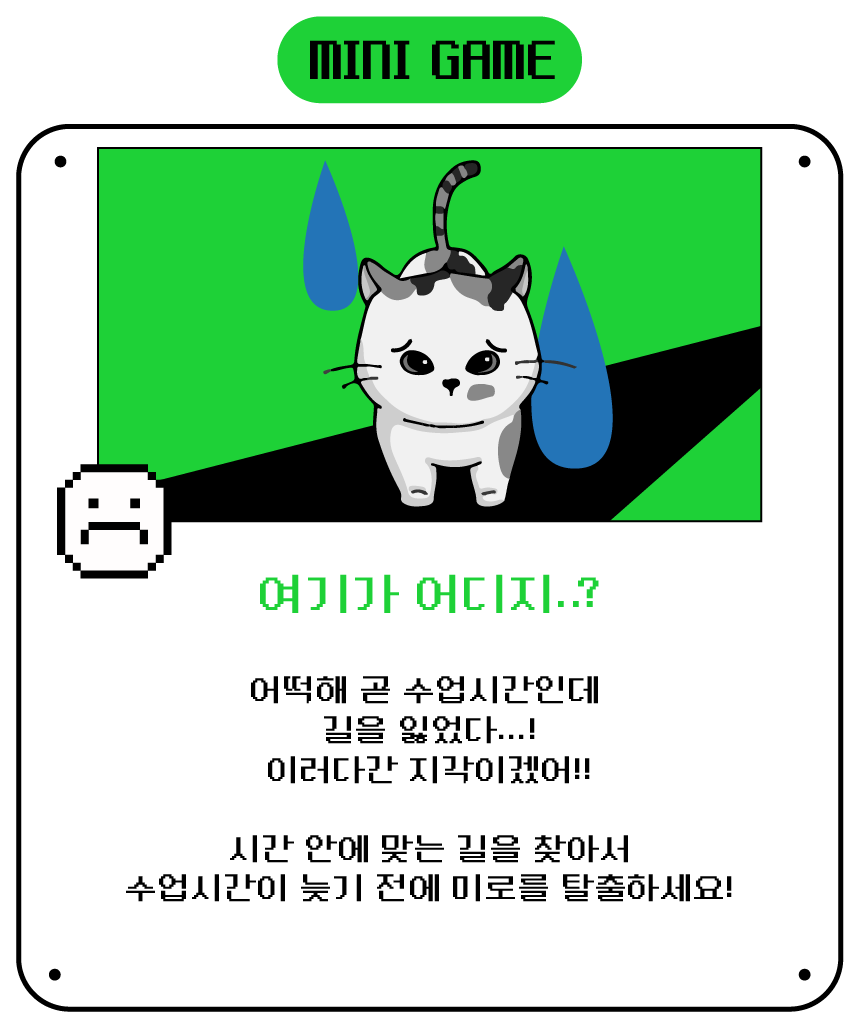 MINI GAME
여기가 어디지..?
어떡해 곧 수업시간인데
길을 잃었다...!
이러다간 지각이겠어!!
시간 안에 맞는 길을 찾아서
수업시간이 늦기 전에 미로를 탈출하세요!